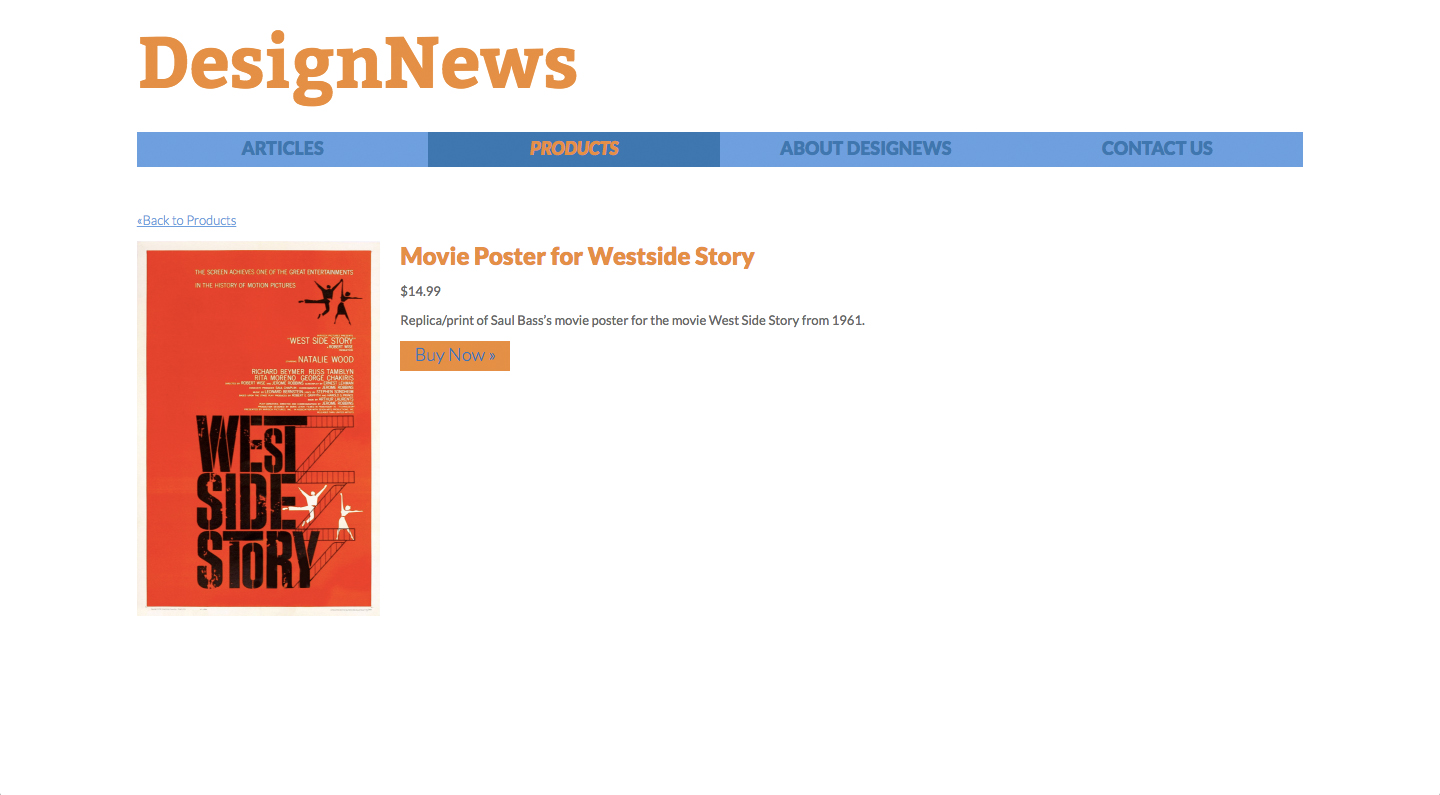 DesignNews
ARTICLES
PRODUCTS
ABOUT DESIGNEWS
CONTACT US
«Back to Products
Movie Poster for Westside Story
$14.99
Replica/print of Saul Bass's movie poster for the movie West Side Story from 1961.
Buy Now »
THE SCREEN ACHIEVES ONE OF THE GREAT ENTERTAINMENTS
IN THE HISTORY OF MOTION PICTURES
"WEST SIDE STORY"
NATALIE WOOD
RICHARD BEYMER RUSS TAMBLYN
RITA MORENO GEORGE CHAKIRIS
WEST
SIDE
STORY